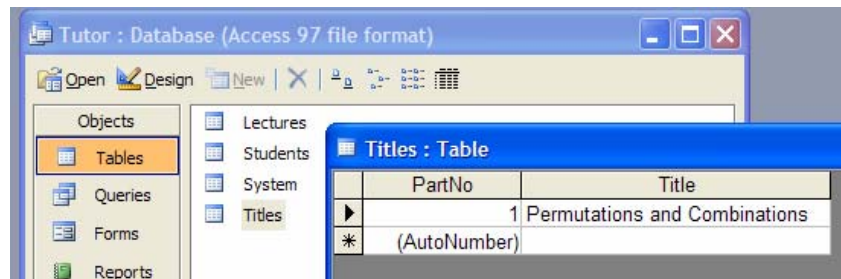 Tutor : Database (Access 97 file format)
Open Design New
Objects
Tables
Queries
Forms
Reports
Lectures
Students
System
Titles
Titles : Table
PartNo Title
1 Permutations and Combinations
(AutoNumber)